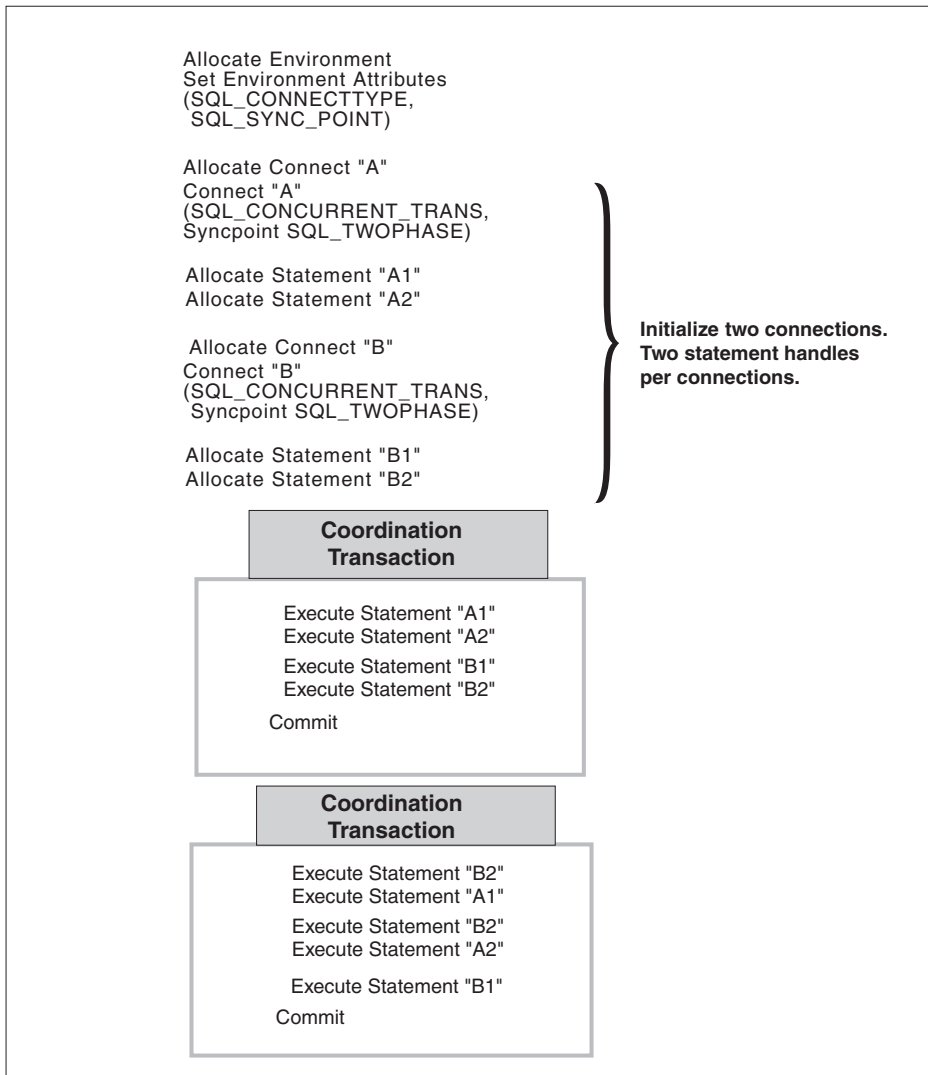 Allocate Environment
Set Environment Attributes
(SQL_CONNECTTYPE,
SQL_SYNC_POINT)
Allocate Connect "A"
Connect "A"
(SQL_CONCURRENT_TRANS,
Syncpoint SQL_TWOPHASE)
Allocate Statement "A1"
Allocate Statement "A2"
Allocate Connect "B"
Connect "B"
(SQL_CONCURRENT_TRANS,
Syncpoint SQL_TWOPHASE)
Allocate Statement "B1"
Allocate Statement "B2"
Initialize two connections.
Two statement handles
per connections.
Coordination
Transaction
Execute Statement "A1"
Execute Statement "A2"
Execute Statement "B1"
Execute Statement "B2"
Commit
Coordination
Transaction
Execute Statement "B2"
Execute Statement "A1"
Execute Statement "B2"
Execute Statement "A2"
Execute Statement "B1"
Commit